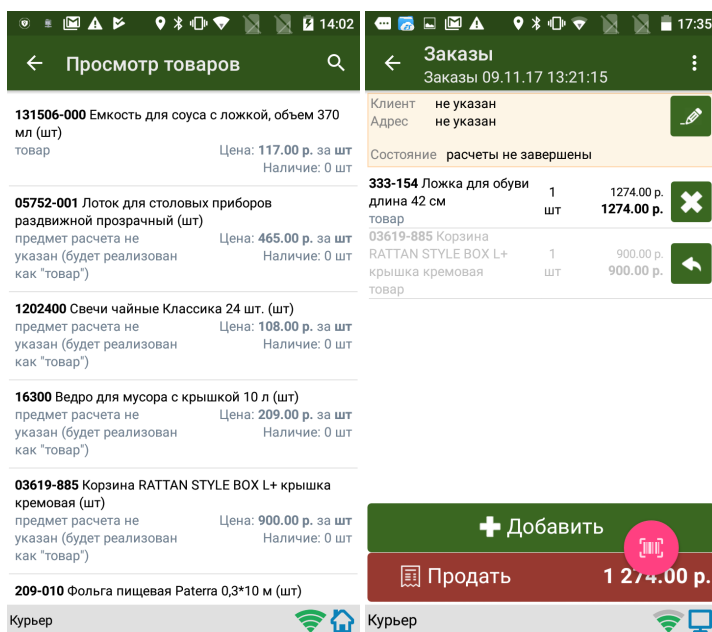 14:02
Просмотр товаров
131506-000 Емкость для соуса с ложкой, объем 370
мл (шт)
товар Цена: 117.00 р. за шт
Наличие: 0 шт
05752-001 Лоток для столовых приборов
раздвижной прозрачный (шт)
предмет расчета не Цена: 465.00 р. за шт
указан (будет реализован Наличие: 0 шт
как "товар")
1202400 Свечи чайные Классика 24 шт. (шт)
предмет расчета не Цена: 108.00 р. за шт
указан (будет реализован Наличие: 0 шт
как "товар")
16300 Ведро для мусора с крышкой 10 л (шт)
предмет расчета не Цена: 209.00 р. за шт
указан (будет реализован Наличие: 0 шт
как "товар")
03619-885 Корзина RATTAN STYLE BOX L+ крышка
кремовая (шт)
предмет расчета не Цена: 900.00 р. за шт
указан (будет реализован Наличие: 0 шт
как "товар")
209-010 Фольга пищевая Paterra 0,3*10 м (шт)
Курьер
17:35
Заказы
Заказы 09.11.17 13:21:15
Клиент не указан
Адрес не указан
Состояние расчеты не завершены
333-154 Ложка для обуви 1 1274.00 р.
длина 42 см шт 1274.00 р.
товар
03619-885 Корзина
RATTAN STYLE BOX L+ 1 900.00 р.
крышка кремовая шт 900.00 р.
товар
Добавить
Продать 1 274.00 р.
Курьер